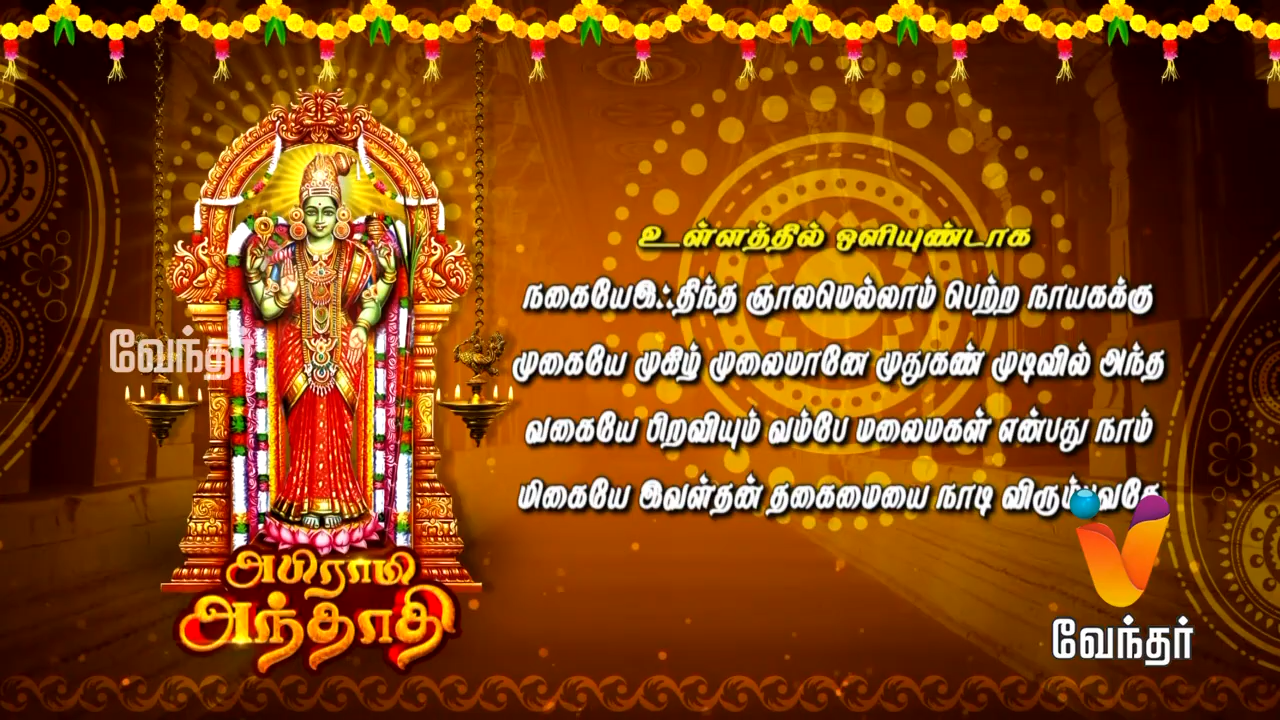 உள்ளத்தில் ஒளியுண்டாக
நகையேஇஃதிந்த ஞாலமெல்லாம் பெற்ற நாயகக்கு
முகையே முகிழ் முலைமானே முதுகண் முடிவில் அந்த
வகையே பிறவியும் வம்பே மலைமகள் என்பது நாம்
மிகையே இவள்தன் தகைமையை நாடி
வேந்தர்
அபிராமி
அந்தாதி
வேந்தர்